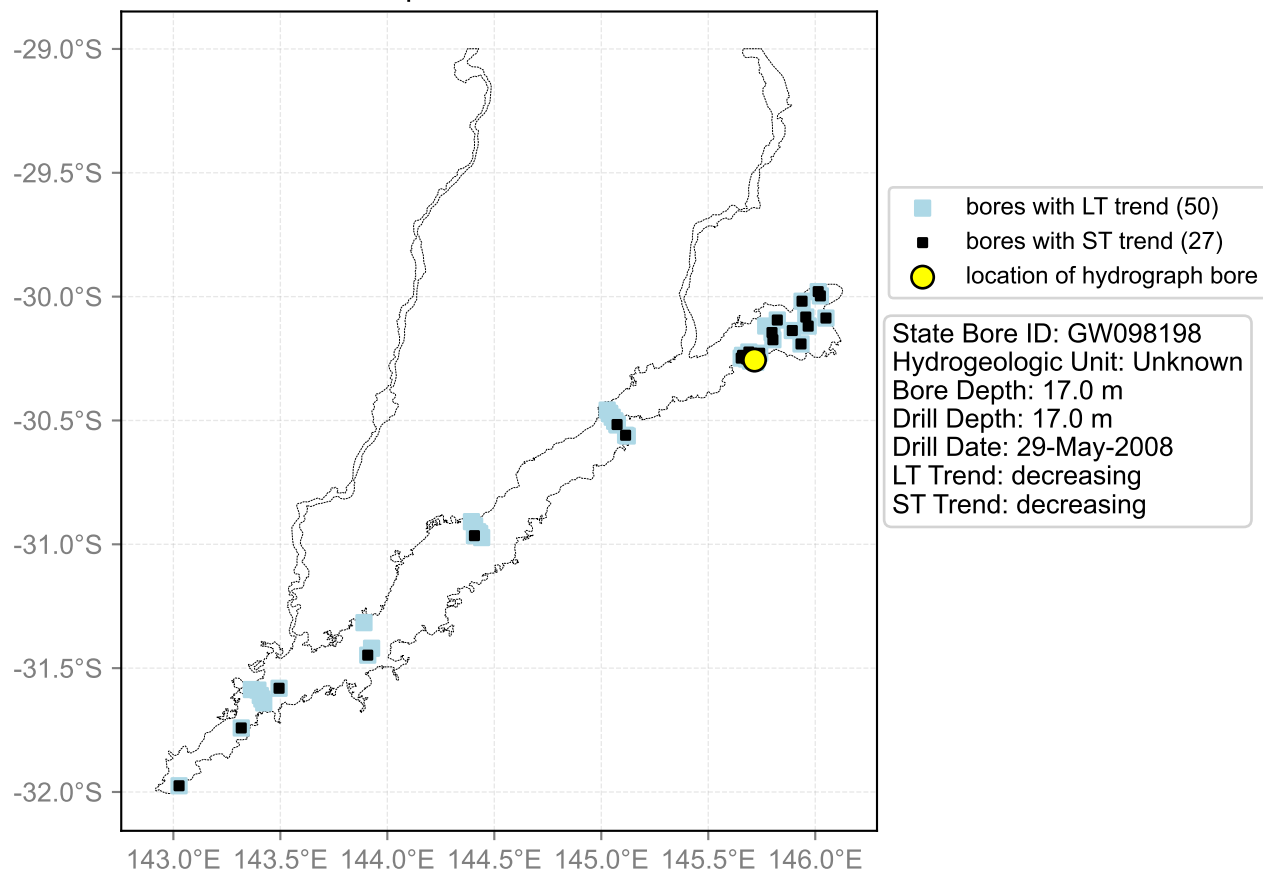 -29.0°S
-29.5°S
-30.0°S
-30.5°S
-31.0°S
-31.5°S
-32.0°S
143.0°E 143.5°E 144.0°E 144.5°E 145.0°E 145.5°E 146.0°E
bores with LT trend (50)
bores with ST trend (27)
location of hydrograph bore
State Bore ID: GW098198
Hydrogeologic Unit: Unknown
Bore Depth: 17.0 m
Drill Depth: 17.0 m
Drill Date: 29-May-2008
LT Trend: decreasing
ST Trend: decreasing